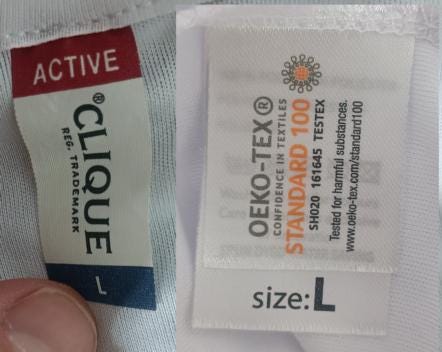 ACTIVE
®CLIQUE
REG. TRADEMARK
L
OEKO-TEX®
CONFIDENCE IN TEXTILES
STANDARD 100
SH020 161645 TESTEX
Tested for harmful substances.
www.oeko-tex.com/standard100
size:L